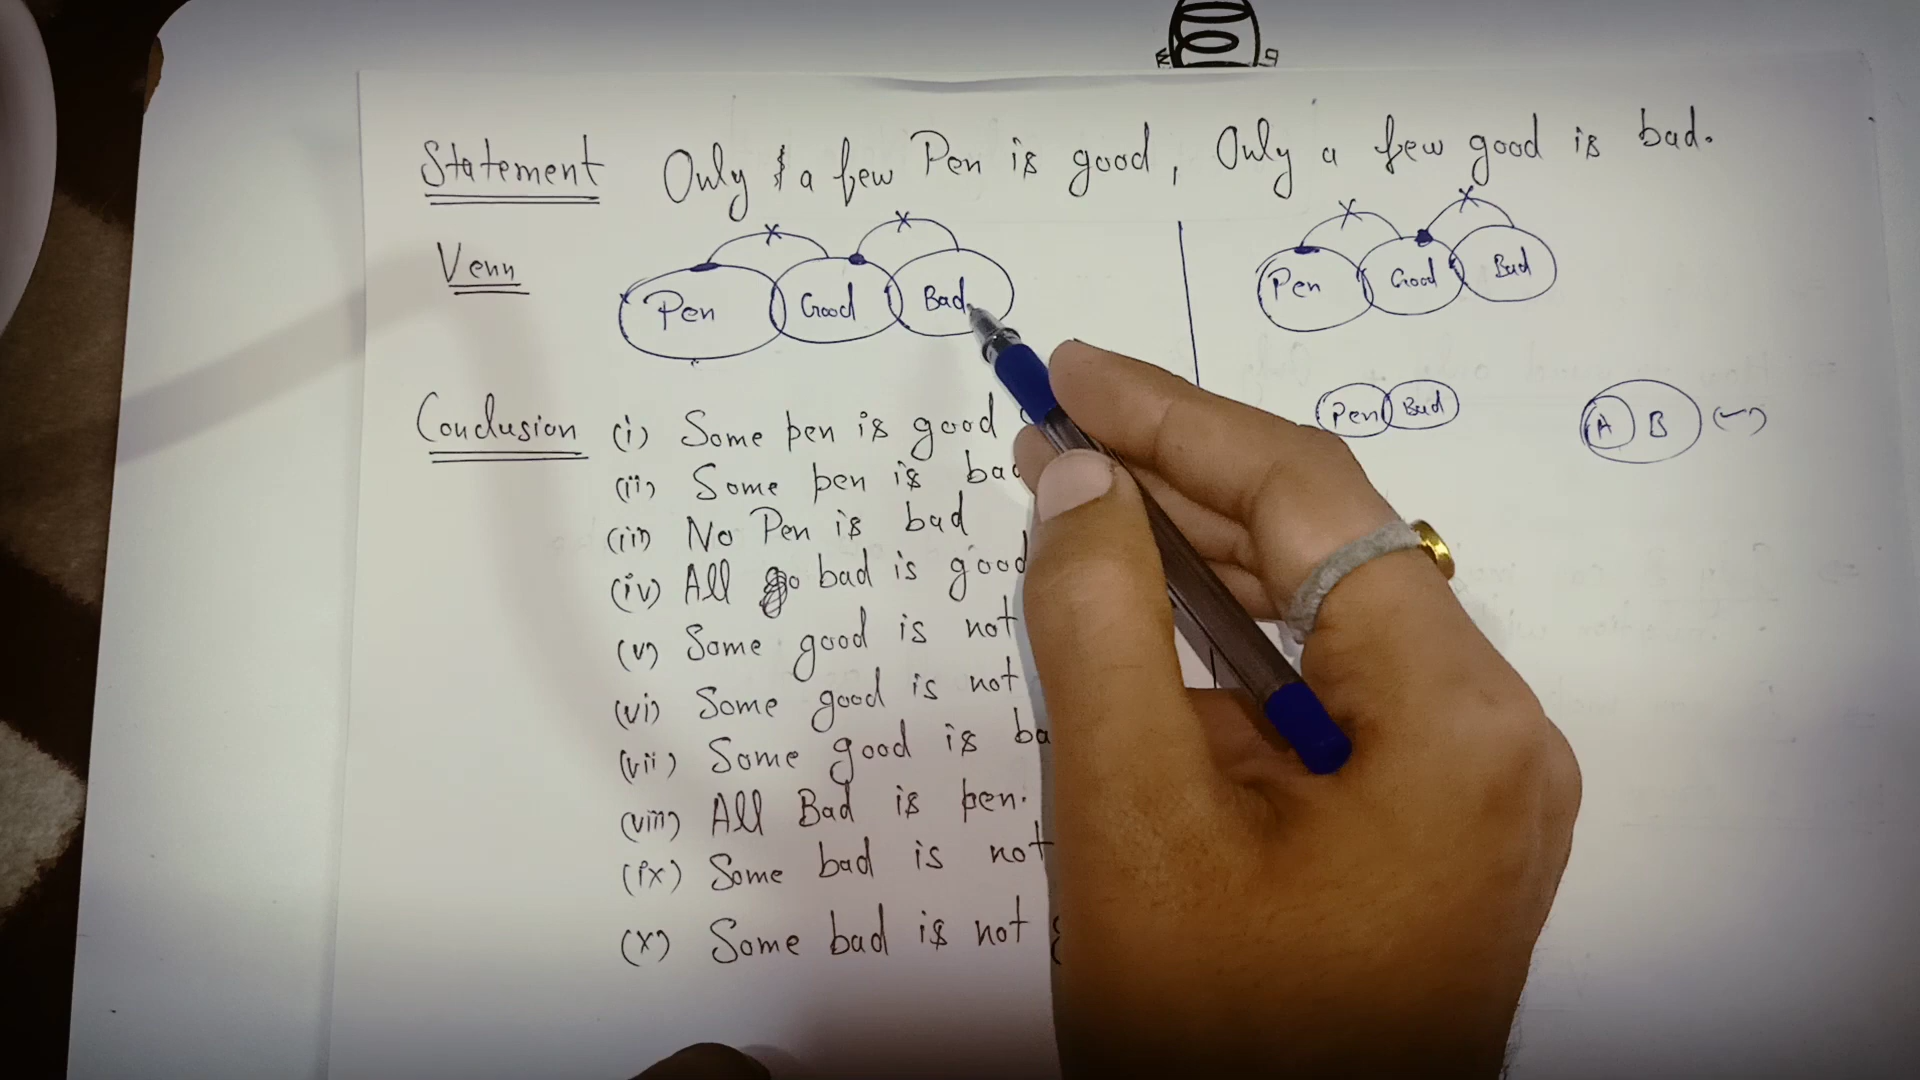 Statement Only a few Pen is good, Only a few good is bad.
Venn
Pen Good Bad
Pen Good Bad
Pen Bad
A B
Conclusion (i) Some pen is good
(ii) Some pen is bad
(iii) No Pen is bad
(iv) All bad is good
(v) Some good is not
(vi) Some good is not
(vii) Some good is ba
(viii) All Bad is pen.
(ix) Some bad is not
(x) Some bad is not